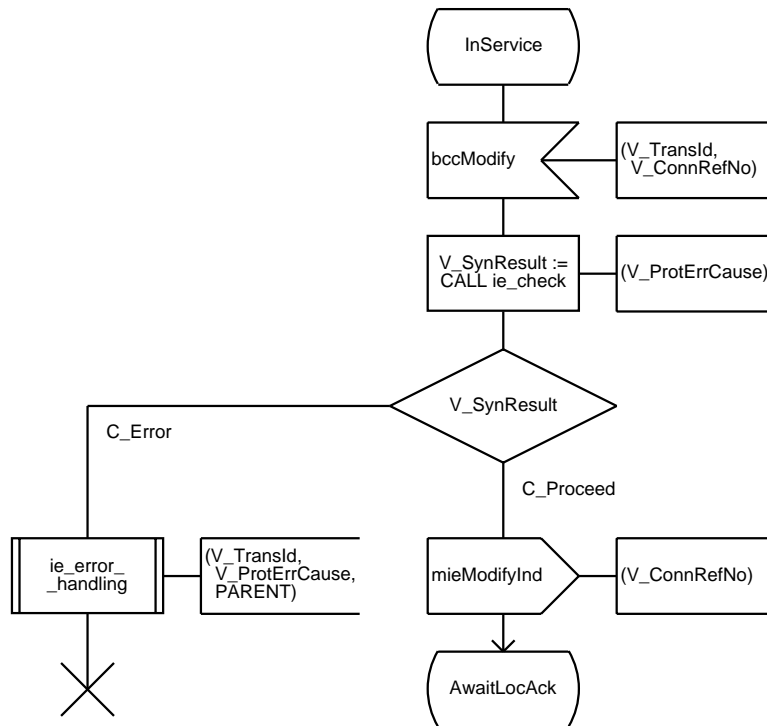 InService
bccModify
(V_TransId,
V_ConnRefNo)
V_SynResult :=
CALL ie_check
(V_ProtErrCause)
V_SynResult
C_Error
C_Proceed
ie_error_
_handling
(V_TransId,
V_ProtErrCause,
PARENT)
mieModifyInd
(V_ConnRefNo)
AwaitLocAck